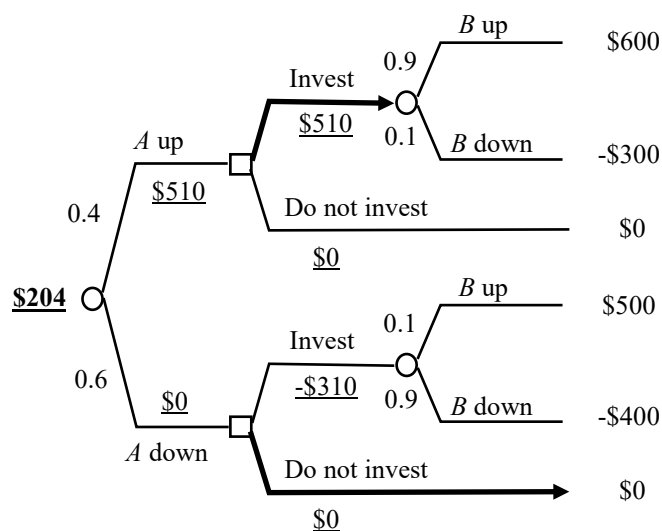 B up
$600
0.9
Invest
$510
0.1
A up
B down
-$300
$510
Do not invest
$0
0.4
$0
B up
$204
$500
0.1
Invest
0.6
-$310
$0
0.9
B down
-$400
A down
Do not invest
$0
$0